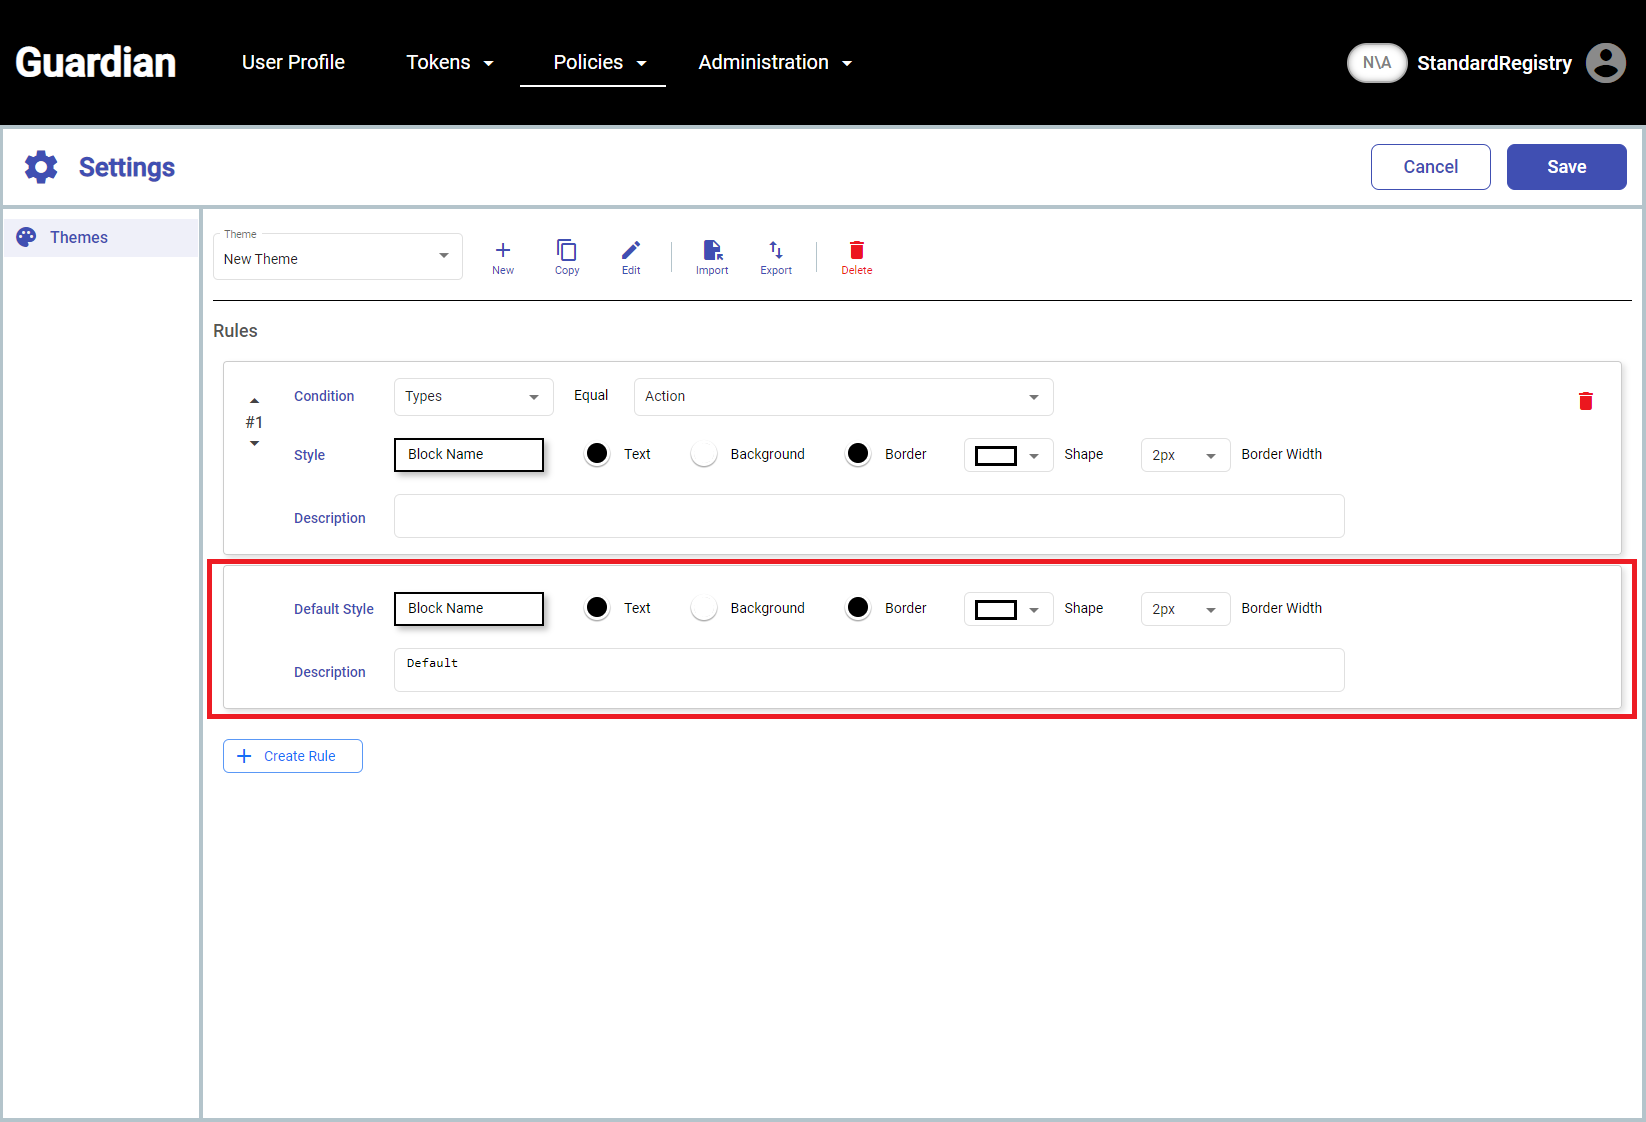 Guardian
User Profile
Tokens
Policies
Administration
N\A
StandardRegistry
Settings
Cancel
Save
Themes
Theme
New Theme
New
Copy
Edit
Import
Export
Delete
Rules
#1
Condition
Types
Equal
Action
Style
Block Name
Text
Background
Border
Shape
2px
Border Width
Description
Default Style
Block Name
Text
Background
Border
Shape
2px
Border Width
Description
Default
Create Rule